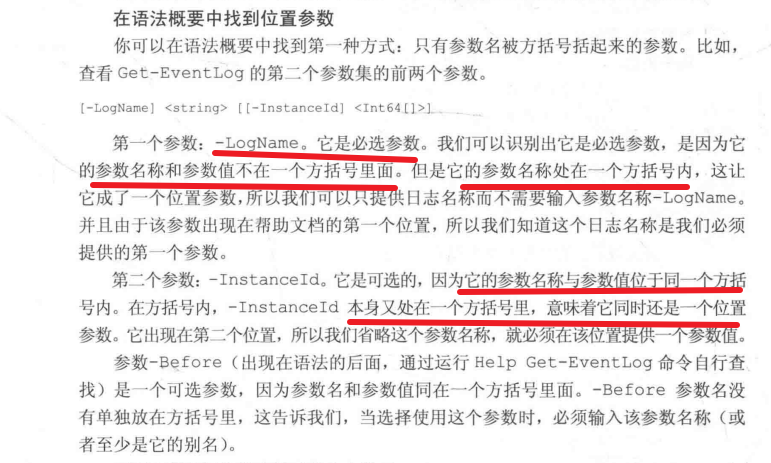 在语法概要中找到位置参数
你可以在语法概要中找到第一种方式：只有参数名被方括号括起来的参数。比如，
查看 Get-EventLog 的第二个参数集的前两个参数。
[-LogName] <string> [[-InstanceId] <Int64[]>]
第一个参数：-LogName。它是必选参数。我们可以识别出它是必选参数，是因为它
的参数名称和参数值不在一个方括号里面。但是它的参数名称处在一个方括号内，这让
它成了一个位置参数，所以我们可以只提供日志名称而不需要输入参数名称-LogName。
并且由于该参数出现在帮助文档的第一个位置，所以我们知道这个日志名称是我们必须
提供的第一个参数。
第二个参数：-InstanceId。它是可选的，因为它的参数名称与参数值位于同一个方括
号内。在方括号内，-InstanceId 本身又处在一个方括号里，意味着它同时还是一个位置
参数。它出现在第二个位置，所以我们省略这个参数名称，就必须在该位置提供一个参数值。
参数-Before（出现在语法的后面，通过运行 Help Get-EventLog 命令自行查
找）是一个可选参数，因为参数名和参数值同在一个方括号里面。-Before 参数名没
有单独放在方括号里，这告诉我们，当选择使用这个参数时，必须输入该参数名称（或
者至少是它的别名）。